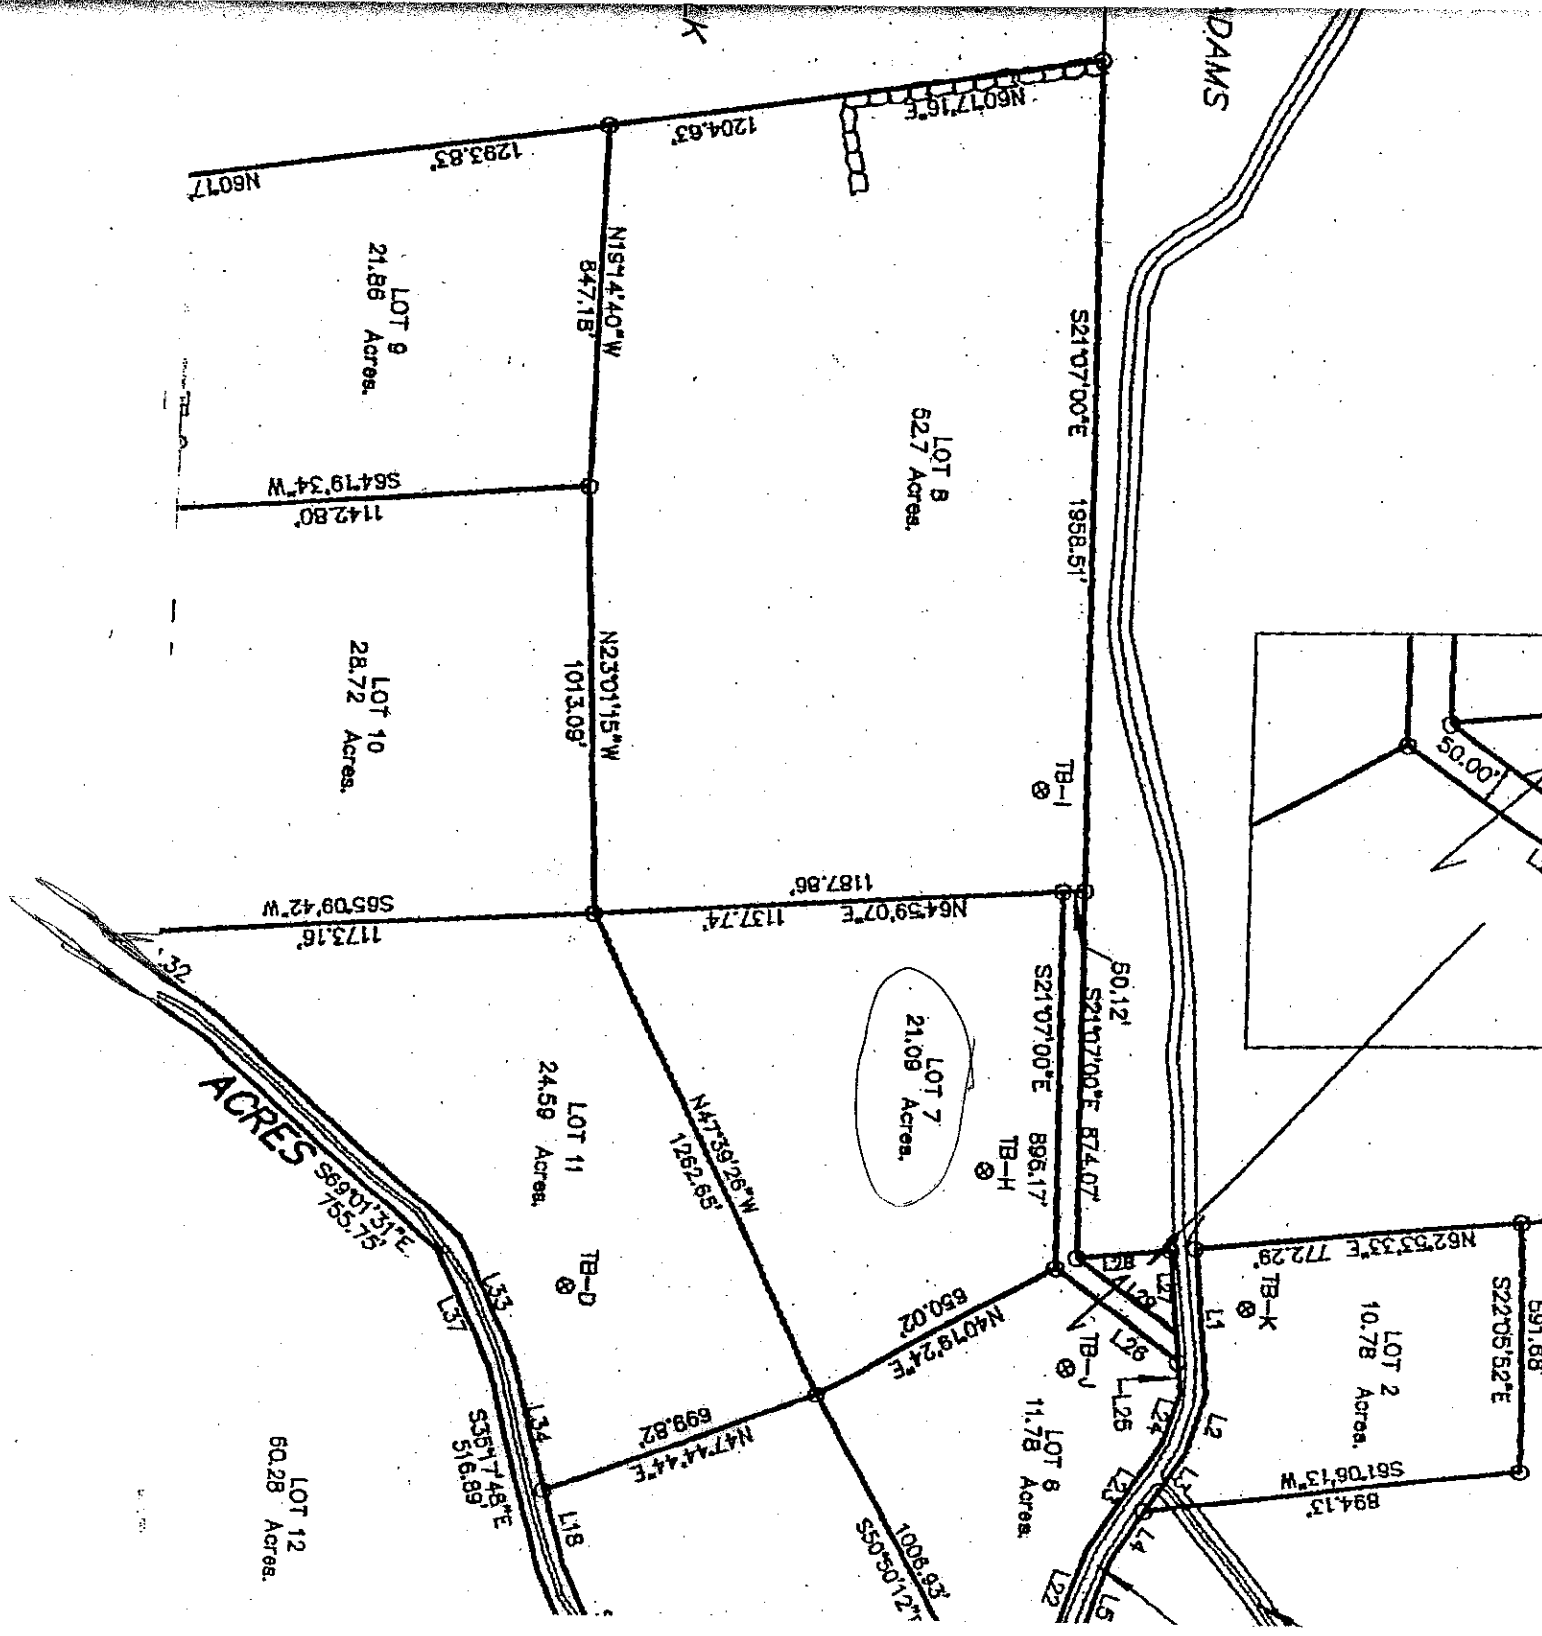 DAMS
K
N60°17'16"E
1204.63'
1293.83'
N60°17'
N19°14'40"W
847.18'
LOT 9
21.86 Acres.
S21°07'00"E 1958.51'
LOT 8
52.7 Acres.
S64°19'34"W
1142.80'
N23°01'15"W
1013.09'
LOT 10
28.72 Acres.
TB-I
50.00'
1187.86'
N64°59'07"E 1137.74'
S65°09'42"W
1173.16'
50.12'
S21°07'00"E 874.07'
S21°07'00"E 896.17'
LOT 7
21.09 Acres.
TB-H
LOT 11
24.59 Acres.
N47°39'26"W
1262.65'
ACRES
S69°01'31"E
755.75'
TB-D
L33
L37
L34
L18
S35°17'48"E
516.89'
650.02'
N40°19'24"E
699.82'
N47°44'44"E
LOT 12
60.28 Acres.
L28
L27
L29
L26
L25
L24
L23
L22
L1
L2
L3
L4
L5
TB-J
TB-K
N62°53'33"E 772.29'
LOT 2
10.78 Acres.
591.68'
S22°05'52"E
S61°06'13"W
894.13'
LOT 6
11.78 Acres.
1006.93'
S50°50'12"